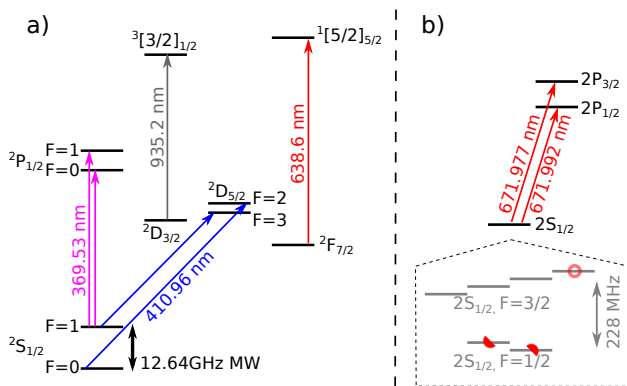 a)
b)
³[3/2]₁/₂
¹[5/2]₅/₂
2P₃/₂
2P₁/₂
935.2 nm
638.6 nm
671.977 nm
671.992 nm
F=1
²P₁/₂
F=0
²D₅/₂
F=2
F=3
²D₃/₂
²F₇/₂
2S₁/₂
369.53 nm
410.96 nm
F=1
²S₁/₂
F=0
12.64GHz MW
2S₁/₂, F=3/2
228 MHz
2S₁/₂, F=1/2